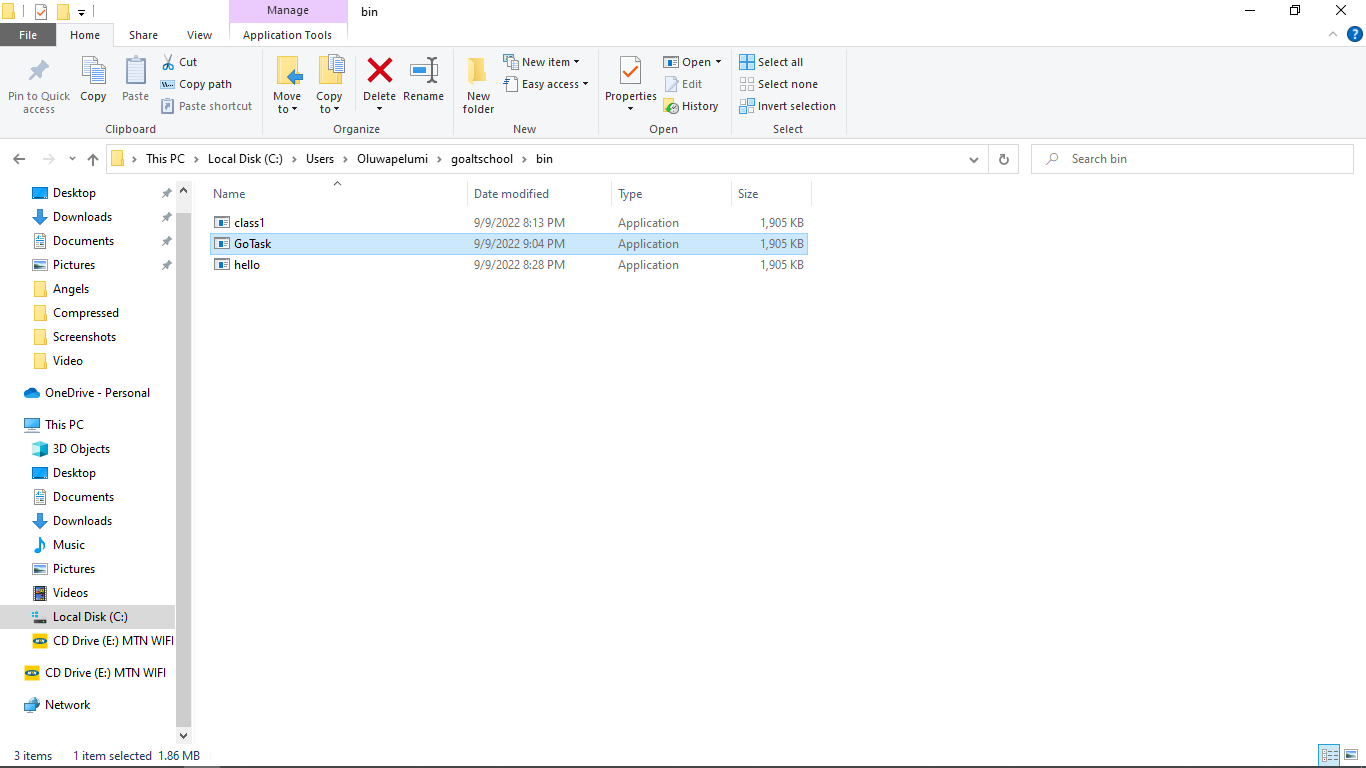 Manage
bin
File
Home
Share
View
Application Tools
Pin to Quick access
Copy
Paste
Cut
Copy path
Paste shortcut
Clipboard
Move to
Copy to
Delete
Rename
Organize
New folder
New item
Easy access
New
Properties
Open
Edit
History
Open
Select all
Select none
Invert selection
Select
This PC > Local Disk (C:) > Users > Oluwapelumi > goaltschool > bin
Search bin
Desktop
Downloads
Documents
Pictures
Angels
Compressed
Screenshots
Video
OneDrive - Personal
This PC
3D Objects
Desktop
Documents
Downloads
Music
Pictures
Videos
Local Disk (C:)
CD Drive (E:) MTN WIFI
CD Drive (E:) MTN WIFI
Network
Name Date modified Type Size
class1 9/9/2022 8:13 PM Application 1,905 KB
GoTask 9/9/2022 9:04 PM Application 1,905 KB
hello 9/9/2022 8:28 PM Application 1,905 KB
3 items 1 item selected 1.86 MB